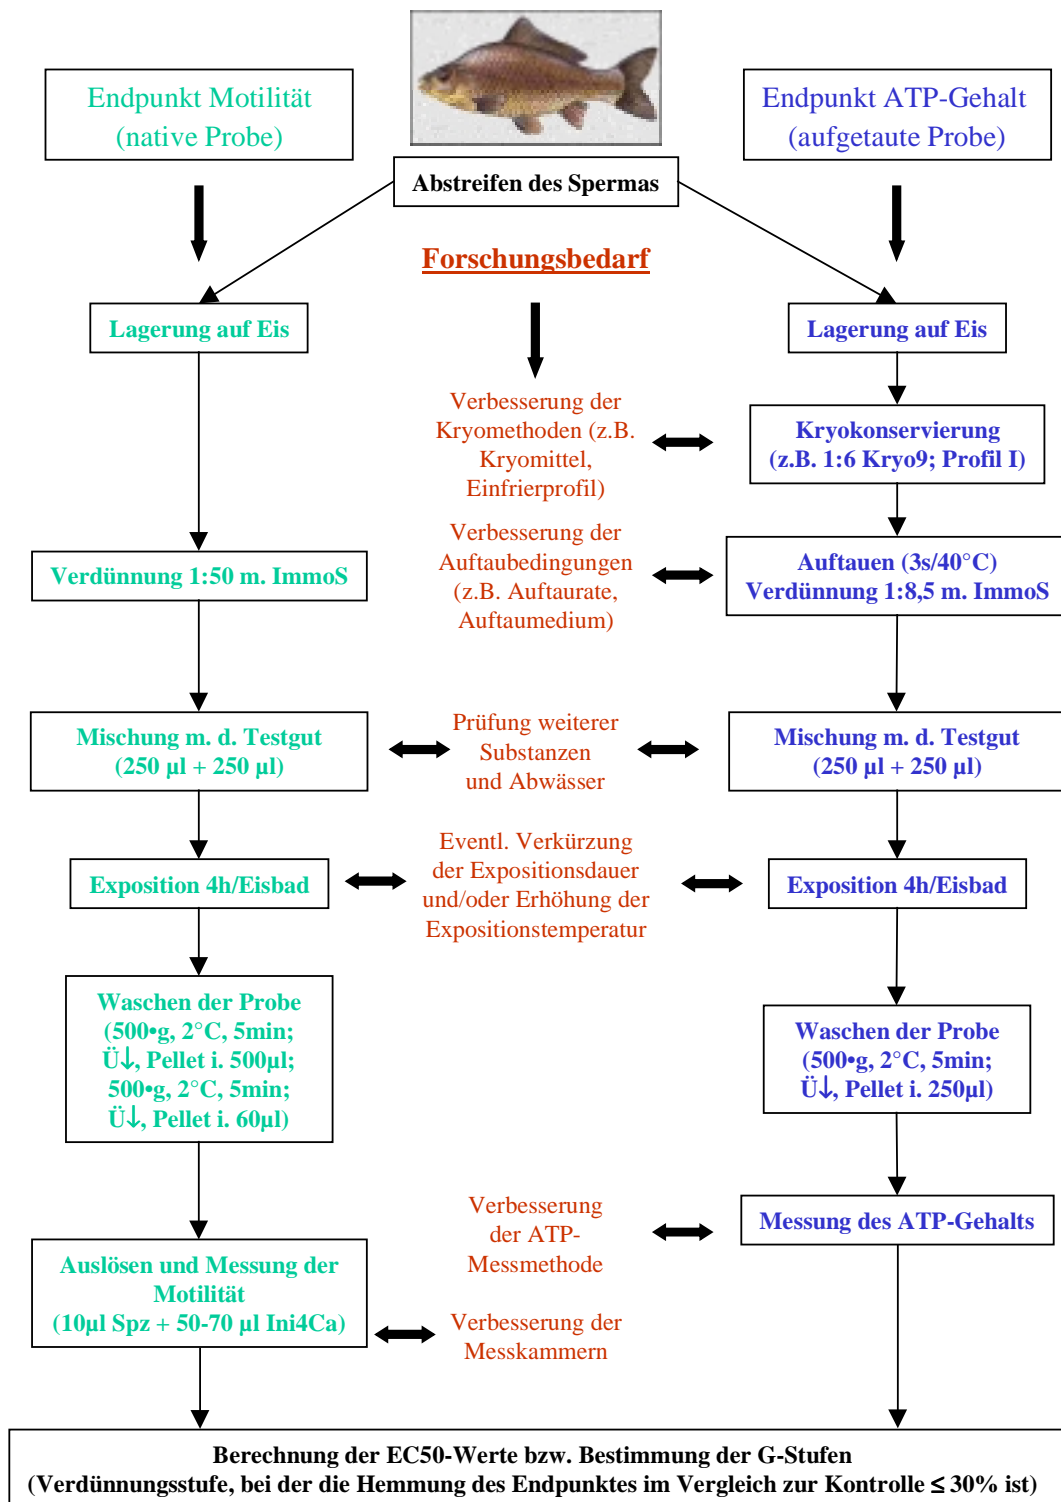 Endpunkt Motilität
(native Probe)
Endpunkt ATP-Gehalt
(aufgetaute Probe)
Abstreifen des Spermas
Forschungsbedarf
Lagerung auf Eis
Lagerung auf Eis
Verbesserung der
Kryomethoden (z.B.
Kryomittel,
Einfrierprofil)
Kryokonservierung
(z.B. 1:6 Kryo9; Profil I)
Verbesserung der
Auftaubedingungen
(z.B. Auftaurate,
Auftaumedium)
Verdünnung 1:50 m. ImmoS
Auftauen (3s/40°C)
Verdünnung 1:8,5 m. ImmoS
Mischung m. d. Testgut
(250 µl + 250 µl)
Prüfung weiterer
Substanzen
und Abwässer
Mischung m. d. Testgut
(250 µl + 250 µl)
Exposition 4h/Eisbad
Eventl. Verkürzung
der Expositionsdauer
und/oder Erhöhung der
Expositionstemperatur
Exposition 4h/Eisbad
Waschen der Probe
(500•g, 2°C, 5min;
Ü↓, Pellet i. 500µl;
500•g, 2°C, 5min;
Ü↓, Pellet i. 60µl)
Waschen der Probe
(500•g, 2°C, 5min;
Ü↓, Pellet i. 250µl)
Verbesserung
der ATP-
Messmethode
Messung des ATP-Gehalts
Auslösen und Messung der
Motilität
(10µl Spz + 50-70 µl Ini4Ca)
Verbesserung der
Messkammern
Berechnung der EC50-Werte bzw. Bestimmung der G-Stufen
(Verdünnungsstufe, bei der die Hemmung des Endpunktes im Vergleich zur Kontrolle ≤ 30% ist)